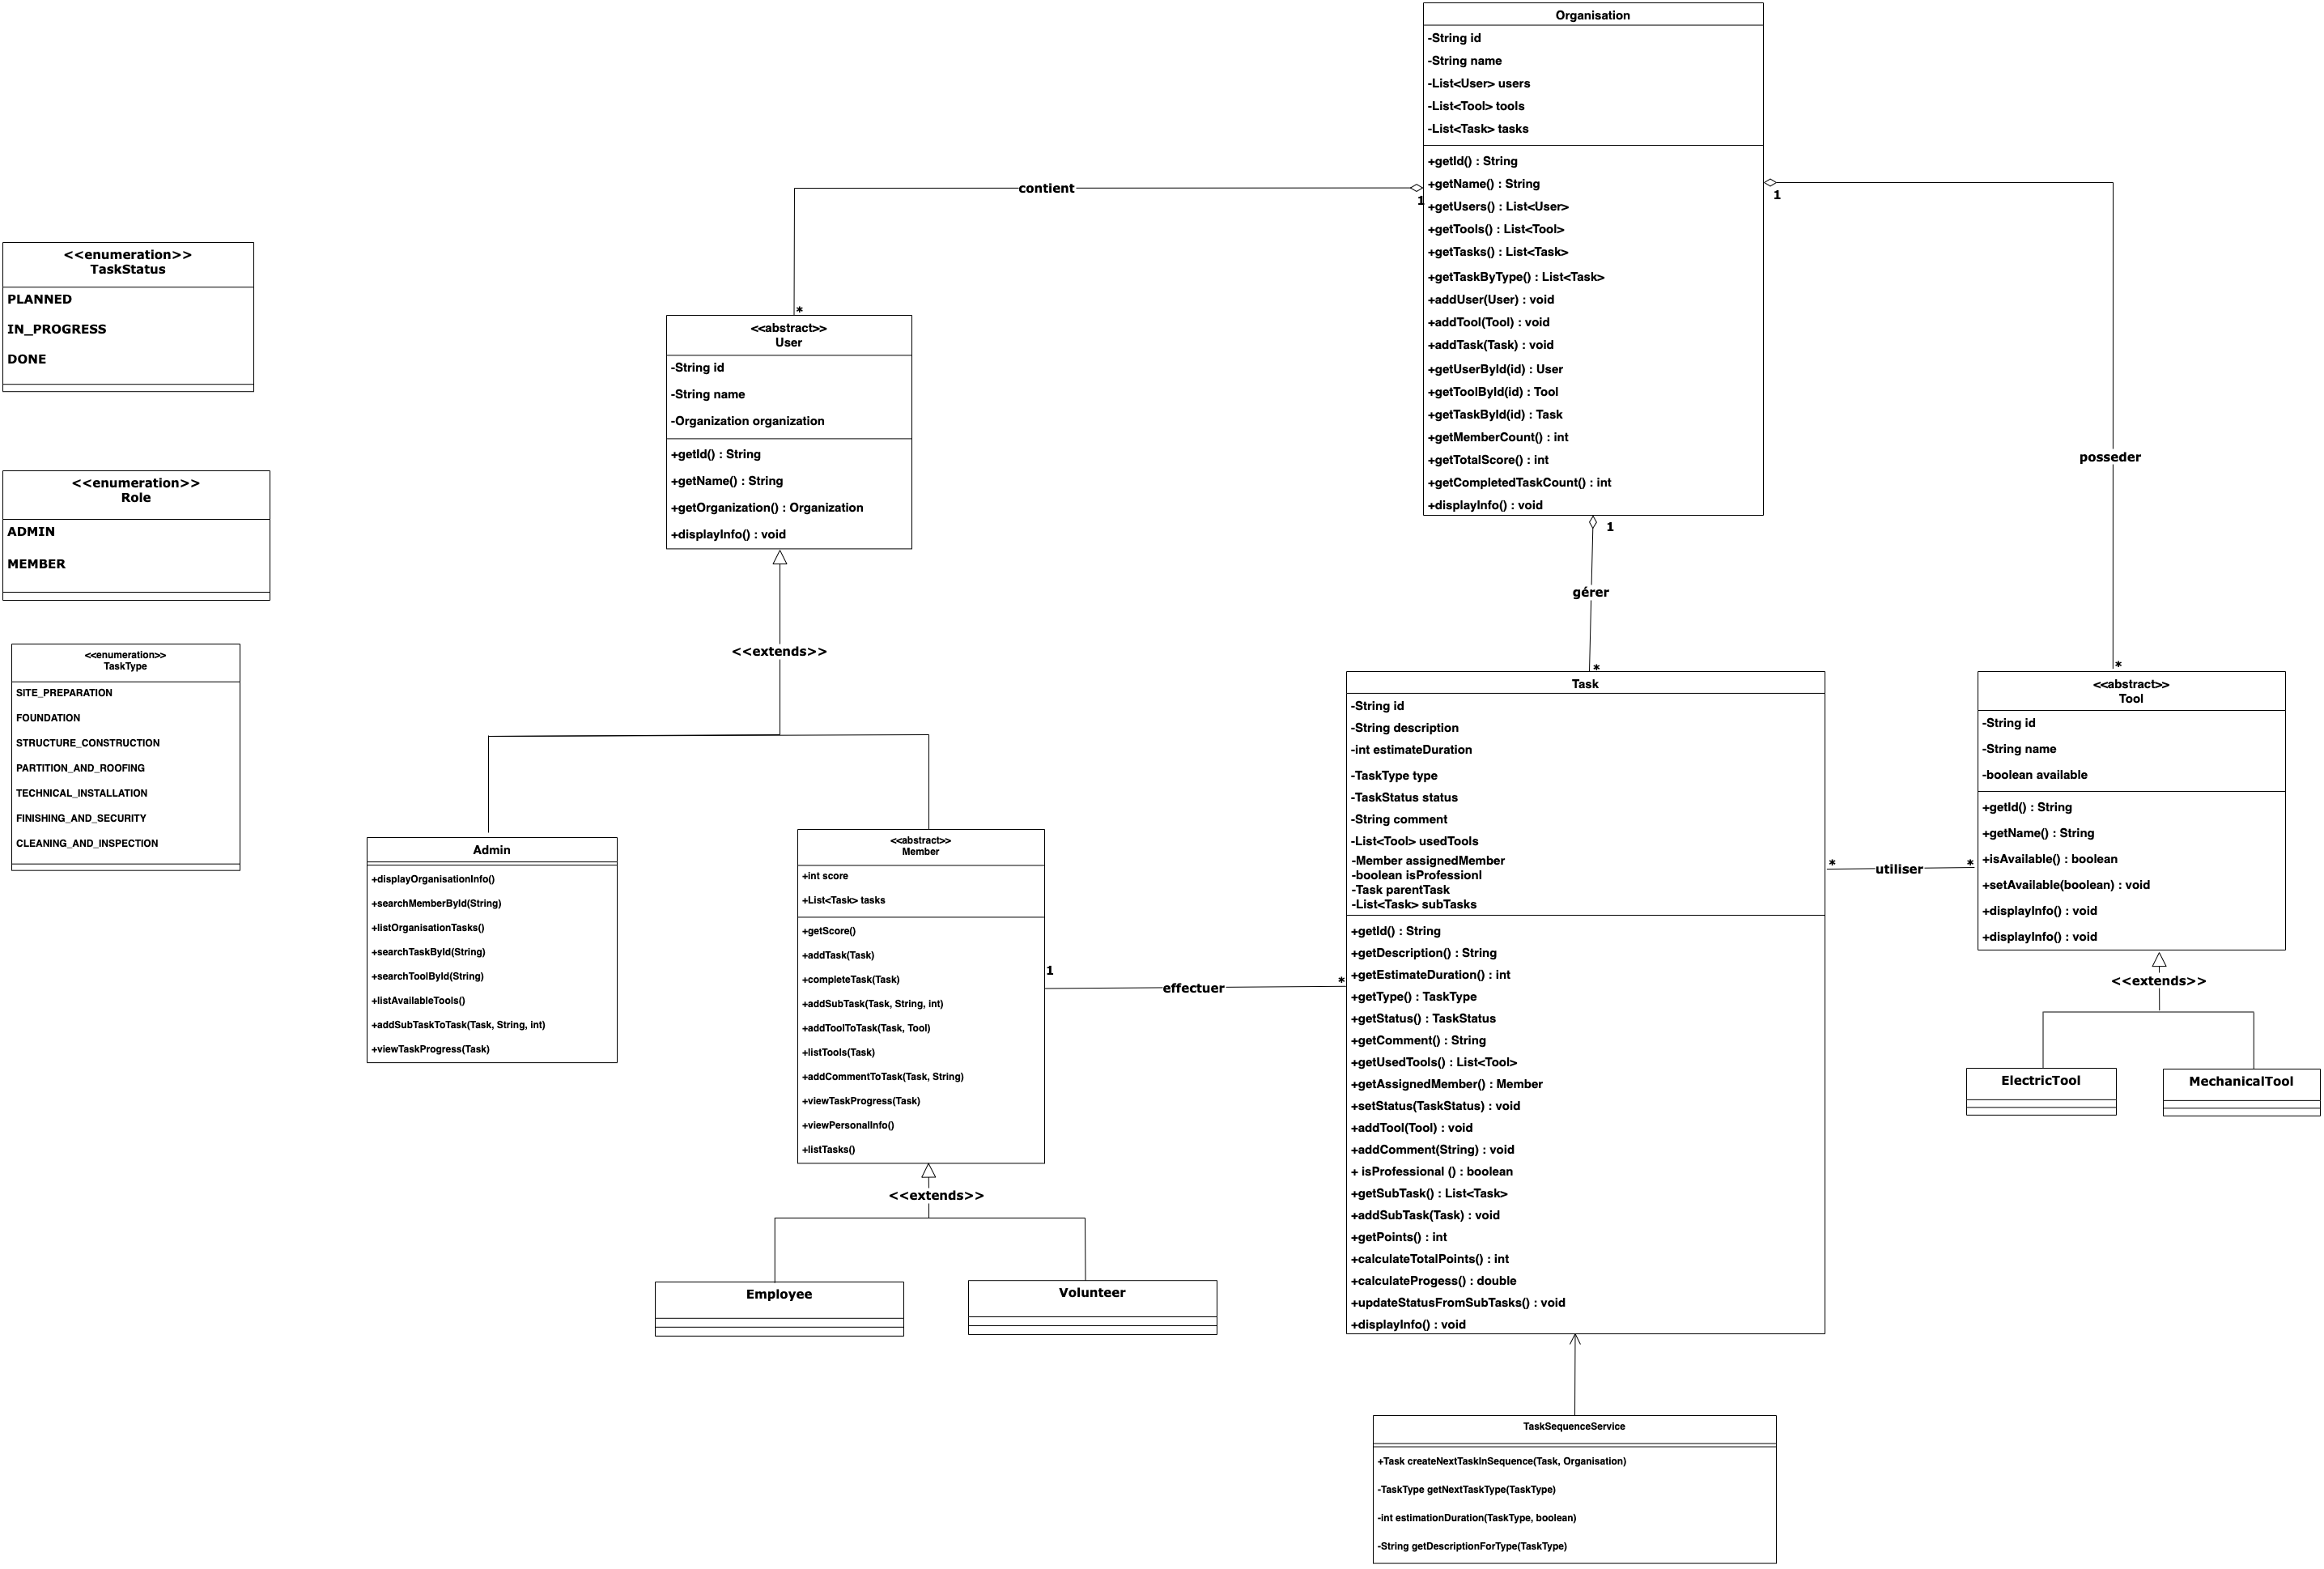 Organisation
-String id
-String name
-List<User> users
-List<Tool> tools
-List<Task> tasks
+getId() : String
+getName() : String
+getUsers() : List<User>
+getTools() : List<Tool>
+getTasks() : List<Task>
+getTaskByType() : List<Task>
+addUser(User) : void
+addTool(Tool) : void
+addTask(Task) : void
+getUserById(id) : User
+getToolById(id) : Tool
+getTaskById(id) : Task
+getMemberCount() : int
+getTotalScore() : int
+getCompletedTaskCount() : int
+displayInfo() : void
contient
1
*
1
posseder
*
1
gérer
*
<<enumeration>>
TaskStatus
PLANNED
IN_PROGRESS
DONE
<<enumeration>>
Role
ADMIN
MEMBER
<<enumeration>>
TaskType
SITE_PREPARATION
FOUNDATION
STRUCTURE_CONSTRUCTION
PARTITION_AND_ROOFING
TECHNICAL_INSTALLATION
FINISHING_AND_SECURITY
CLEANING_AND_INSPECTION
<<abstract>>
User
-String id
-String name
-Organization organization
+getId() : String
+getName() : String
+getOrganization() : Organization
+displayInfo() : void
<<extends>>
Admin
+displayOrganisationInfo()
+searchMemberById(String)
+listOrganisationTasks()
+searchTaskById(String)
+searchToolById(String)
+listAvailableTools()
+addSubTaskToTask(Task, String, int)
+viewTaskProgress(Task)
<<abstract>>
Member
+int score
+List<Task> tasks
+getScore()
+addTask(Task)
+completeTask(Task)
+addSubTask(Task, String, int)
+addToolToTask(Task, Tool)
+listTools(Task)
+addCommentToTask(Task, String)
+viewTaskProgress(Task)
+viewPersonalInfo()
+listTasks()
<<extends>>
Employee
Volunteer
1
effectuer
*
Task
-String id
-String description
-int estimateDuration
-TaskType type
-TaskStatus status
-String comment
-List<Tool> usedTools
-Member assignedMember
-boolean isProfessionl
-Task parentTask
-List<Task> subTasks
+getId() : String
+getDescription() : String
+getEstimateDuration() : int
+getType() : TaskType
+getStatus() : TaskStatus
+getComment() : String
+getUsedTools() : List<Tool>
+getAssignedMember() : Member
+setStatus(TaskStatus) : void
+addTool(Tool) : void
+addComment(String) : void
+ isProfessional () : boolean
+getSubTask() : List<Task>
+addSubTask(Task) : void
+getPoints() : int
+calculateTotalPoints() : int
+calculateProgess() : double
+updateStatusFromSubTasks() : void
+displayInfo() : void
*
utiliser
*
<<abstract>>
Tool
-String id
-String name
-boolean available
+getId() : String
+getName() : String
+isAvailable() : boolean
+setAvailable(boolean) : void
+displayInfo() : void
+displayInfo() : void
<<extends>>
ElectricTool
MechanicalTool
TaskSequenceService
+Task createNextTaskInSequence(Task, Organisation)
-TaskType getNextTaskType(TaskType)
-int estimationDuration(TaskType, boolean)
-String getDescriptionForType(TaskType)